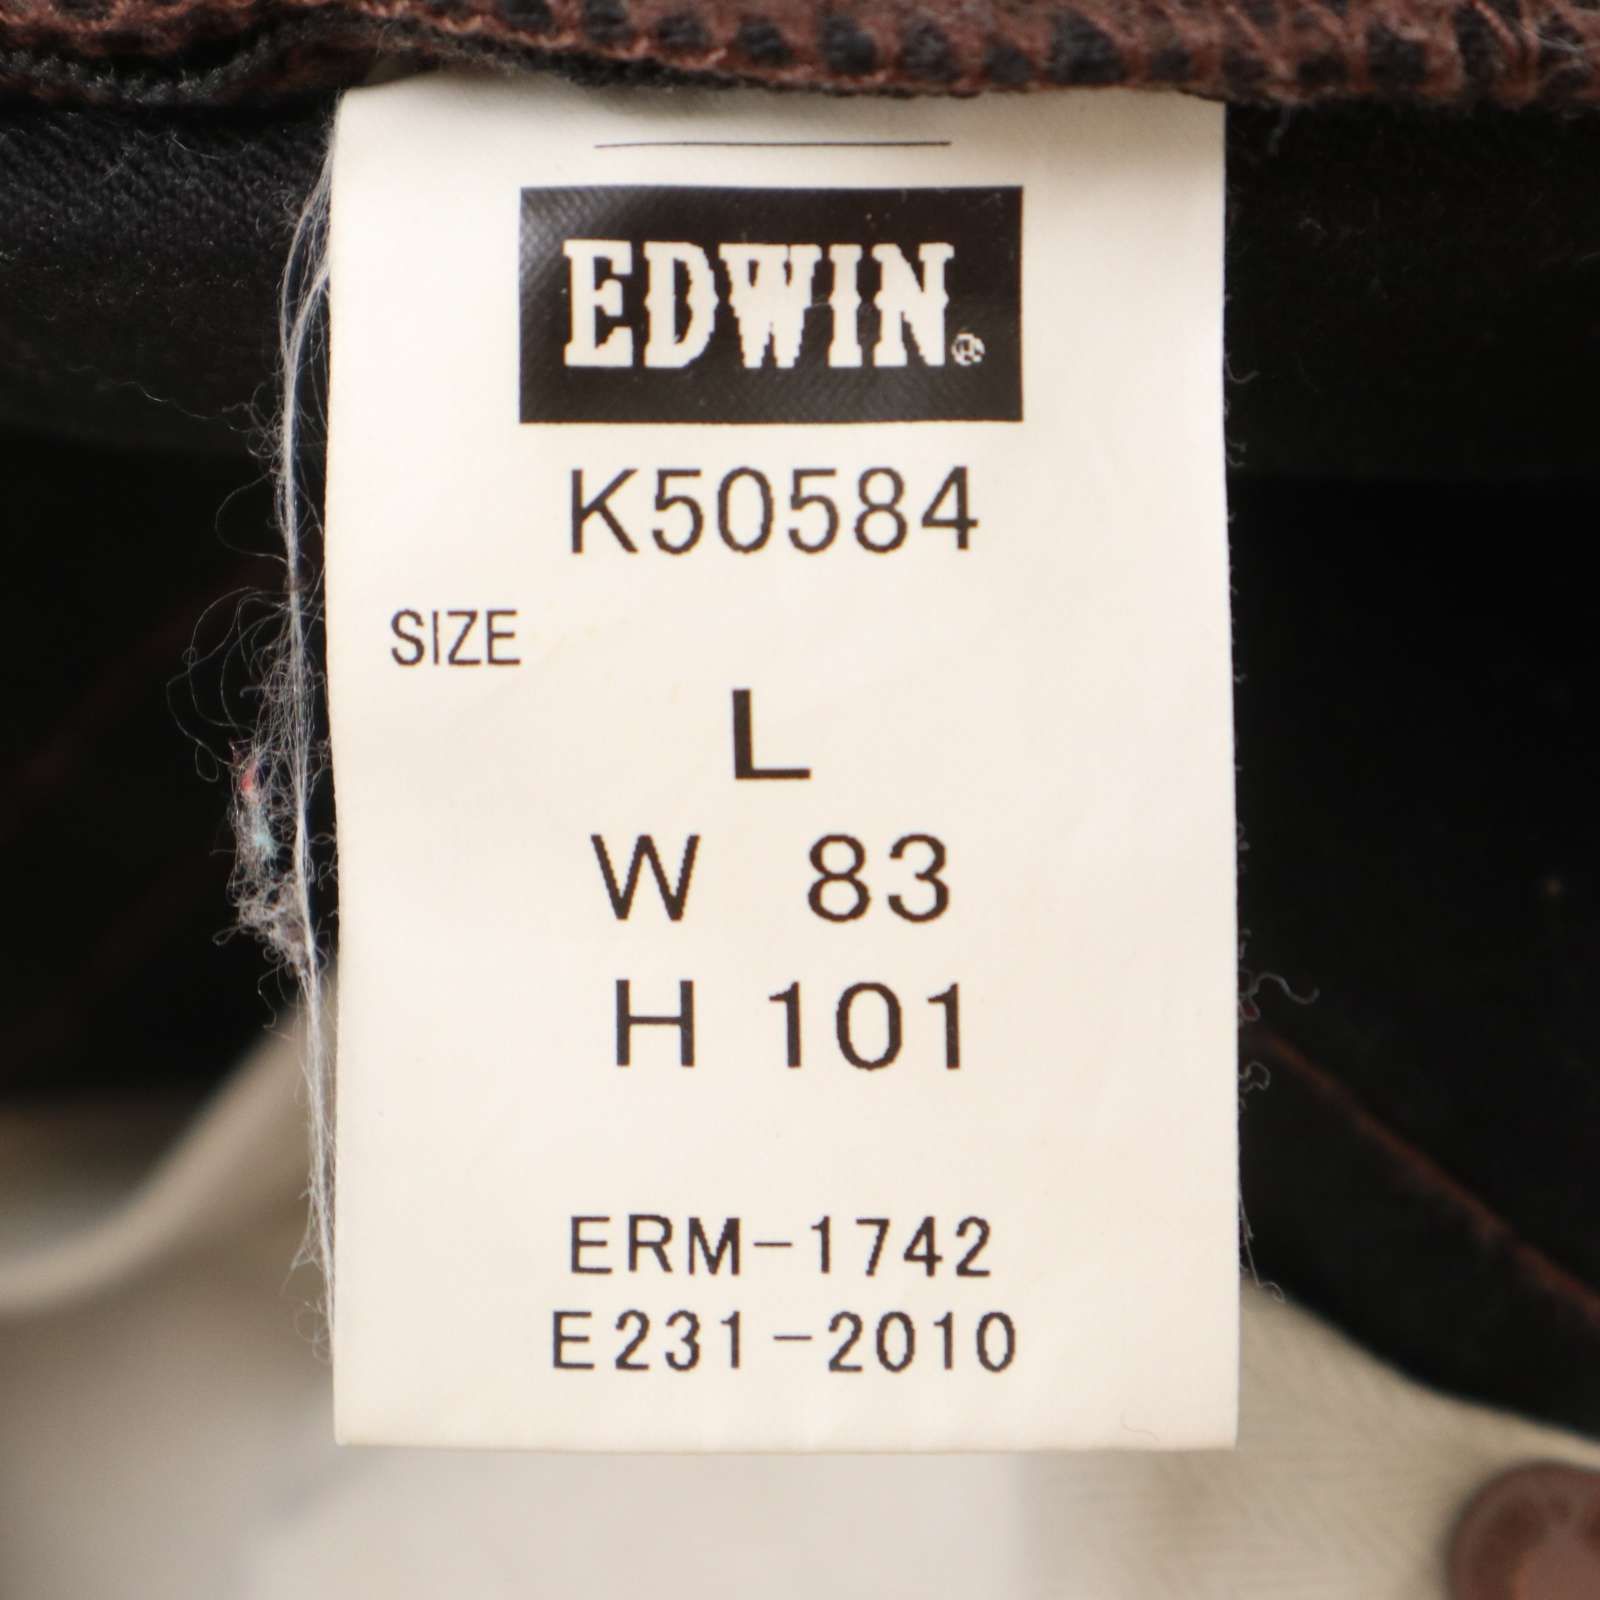 EDWIN®
K50584
SIZE
L
W 83
H 101
ERM-1742
E231-2010